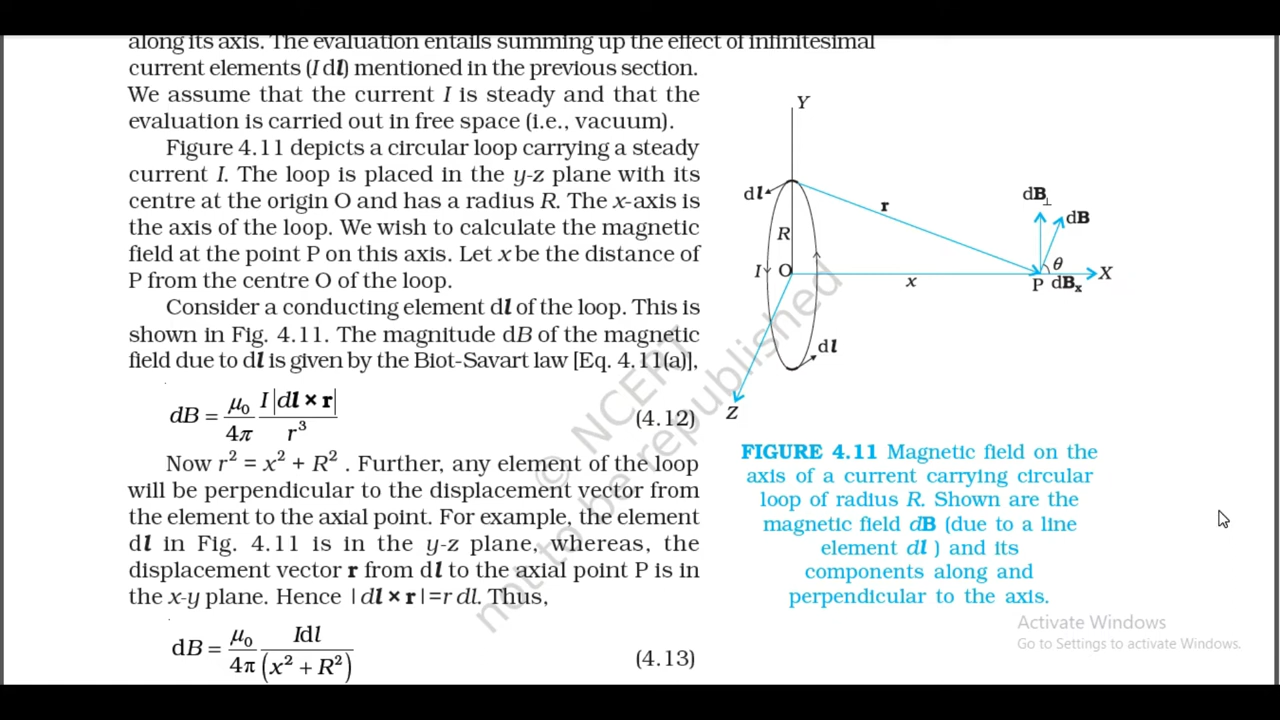 along its axis. The evaluation entails summing up the effect of infinitesimal
current elements (I dl) mentioned in the previous section.
We assume that the current I is steady and that the
evaluation is carried out in free space (i.e., vacuum).
Figure 4.11 depicts a circular loop carrying a steady
current I. The loop is placed in the y-z plane with its
centre at the origin O and has a radius R. The x-axis is
the axis of the loop. We wish to calculate the magnetic
field at the point P on this axis. Let x be the distance of
P from the centre O of the loop.
Consider a conducting element dl of the loop. This is
shown in Fig. 4.11. The magnitude dB of the magnetic
field due to dl is given by the Biot-Savart law [Eq. 4.11(a)],
dB = μ₀/4π I|dl × r|/r³ (4.12)
Now r² = x² + R² . Further, any element of the loop
will be perpendicular to the displacement vector from
the element to the axial point. For example, the element
dl in Fig. 4.11 is in the y-z plane, whereas, the
displacement vector r from dl to the axial point P is in
the x-y plane. Hence |dl × r|=r dl. Thus,
dB = μ₀/4π Idl/(x² + R²) (4.13)
Y
dl
r
dB⊥
dB
R
θ
I
O
x
P
dBₓ
X
dl
Z
FIGURE 4.11 Magnetic field on the
axis of a current carrying circular
loop of radius R. Shown are the
magnetic field dB (due to a line
element dl ) and its
components along and
perpendicular to the axis.
© NCERT
not to be republished
Activate Windows
Go to Settings to activate Windows.